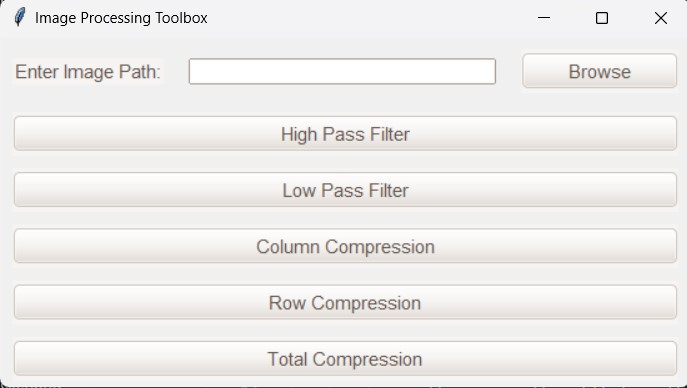 Image Processing Toolbox
Enter Image Path: Browse
High Pass Filter
Low Pass Filter
Column Compression
Row Compression
Total Compression